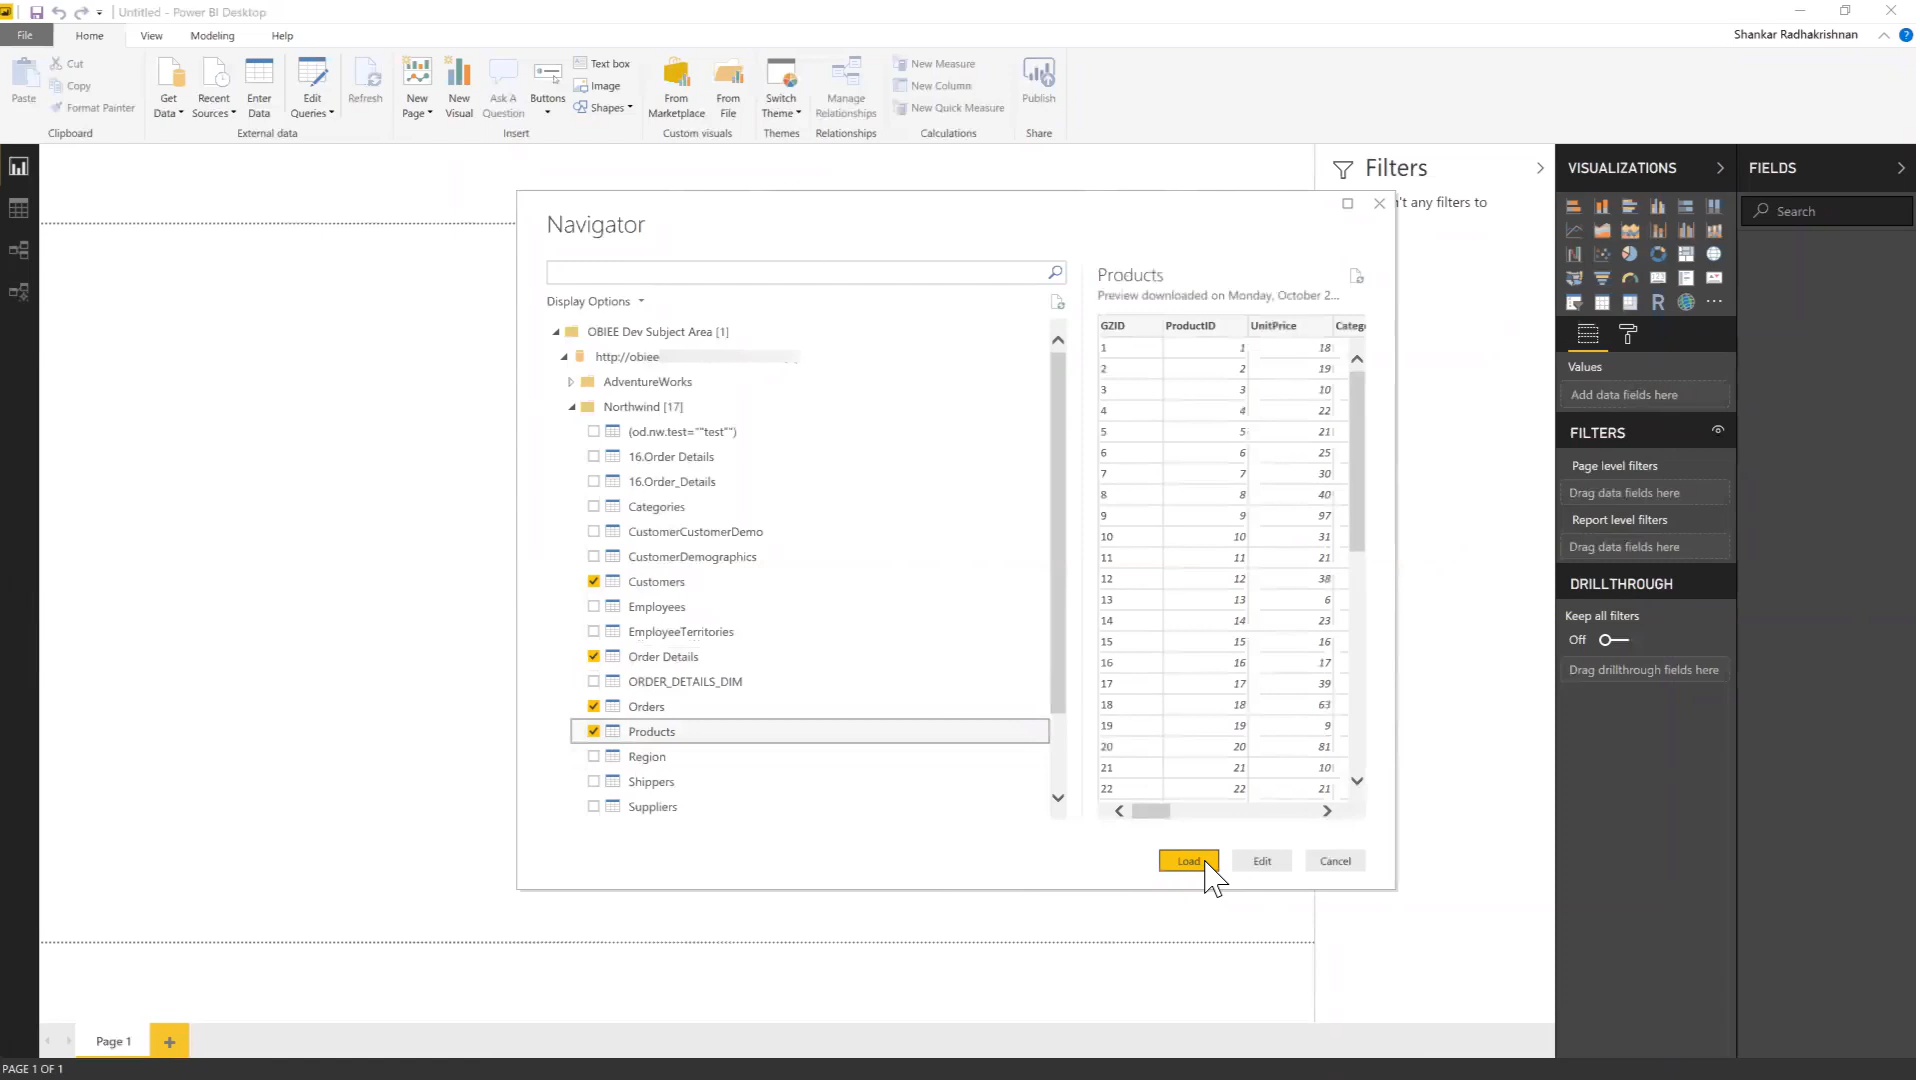 Untitled - Power BI Desktop
File Home View Modeling Help
Shankar Radhakrishnan
Paste
Cut
Copy
Format Painter
Clipboard
Get Data
Recent Sources
Enter Data
Edit Queries
Refresh
External data
New Page
New Visual
Ask A Question
Buttons
Text box
Image
Shapes
Insert
From Marketplace
From File
Custom visuals
Switch Theme
Themes
Manage Relationships
Relationships
New Measure
New Column
New Quick Measure
Calculations
Publish
Share
Navigator
Display Options
OBIEE Dev Subject Area [1]
http://obiee
AdventureWorks
Northwind [17]
(od.nw.test=""test"")
16.Order Details
16.Order_Details
Categories
CustomerCustomerDemo
CustomerDemographics
Customers
Employees
EmployeeTerritories
Order Details
ORDER_DETAILS_DIM
Orders
Products
Region
Shippers
Suppliers
Products
Preview downloaded on Monday, October 2...
GZID ProductID UnitPrice Categ
1 1 18
2 2 19
3 3 10
4 4 22
5 5 21
6 6 25
7 7 30
8 8 40
9 9 97
10 10 31
11 11 21
12 12 38
13 13 6
14 14 23
15 15 16
16 16 17
17 17 39
18 18 63
19 19 9
20 20 81
21 21 10
22 22 21
Load Edit Cancel
Filters
n't any filters to
VISUALIZATIONS
R
Values
Add data fields here
FILTERS
Page level filters
Drag data fields here
Report level filters
Drag data fields here
DRILLTHROUGH
Keep all filters
Off
Drag drillthrough fields here
FIELDS
Search
Page 1
PAGE 1 OF 1